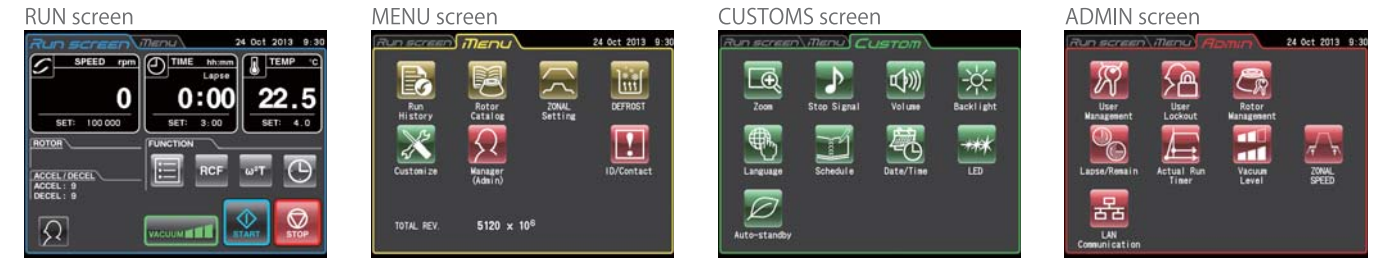 RUN screen
Run screen Menu 24 Oct 2013 9:30
SPEED rpm
0
SET: 100 000
TIME hh:mm
Lapse
0:00
SET: 3:00
TEMP °C
22.5
SET: 4.0
ROTOR
FUNCTION
RCF ω²T
ACCEL/DECEL
ACCEL: 9
DECEL: 9
VACUUM START STOP
MENU screen
Run screen Menu 24 Oct 2013 9:30
Run
History
Rotor
Catalog
ZONAL
Setting
DEFROST
Customize
Manager
(Admin)
ID/Contact
TOTAL REV. 5120 x 10⁶
CUSTOMS screen
Run screen Menu Custom
Zoom Stop Signal Volume Backlight
Language Schedule Date/Time LED
Auto-standby
ADMIN screen
Run screen Menu Admin 24 Oct 2013 9:30
User
Management
User
Lockout
Rotor
Management
Lapse/Remain
Actual Run
Timer
Vacuum
Level
ZONAL
SPEED
LAN
Communication